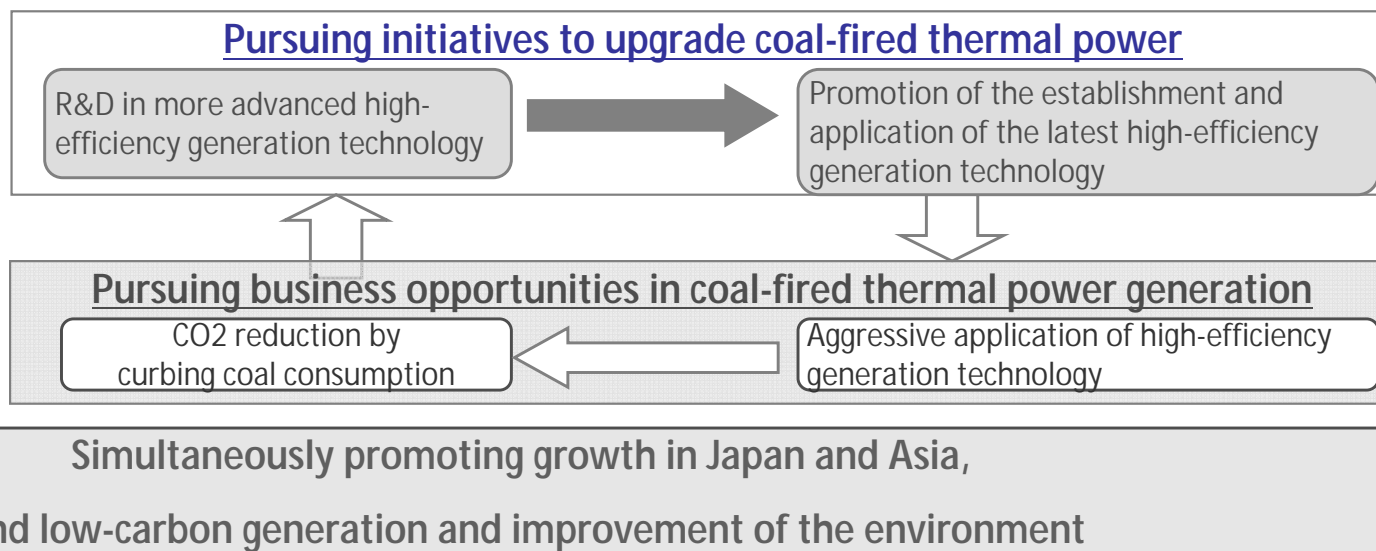 Pursuing initiatives to upgrade coal-fired thermal power
R&D in more advanced high-
efficiency generation technology
Promotion of the establishment and
application of the latest high-efficiency
generation technology
Pursuing business opportunities in coal-fired thermal power generation
CO2 reduction by
curbing coal consumption
Aggressive application of high-efficiency
generation technology
Simultaneously promoting growth in Japan and Asia,
low-carbon generation and improvement of the environment